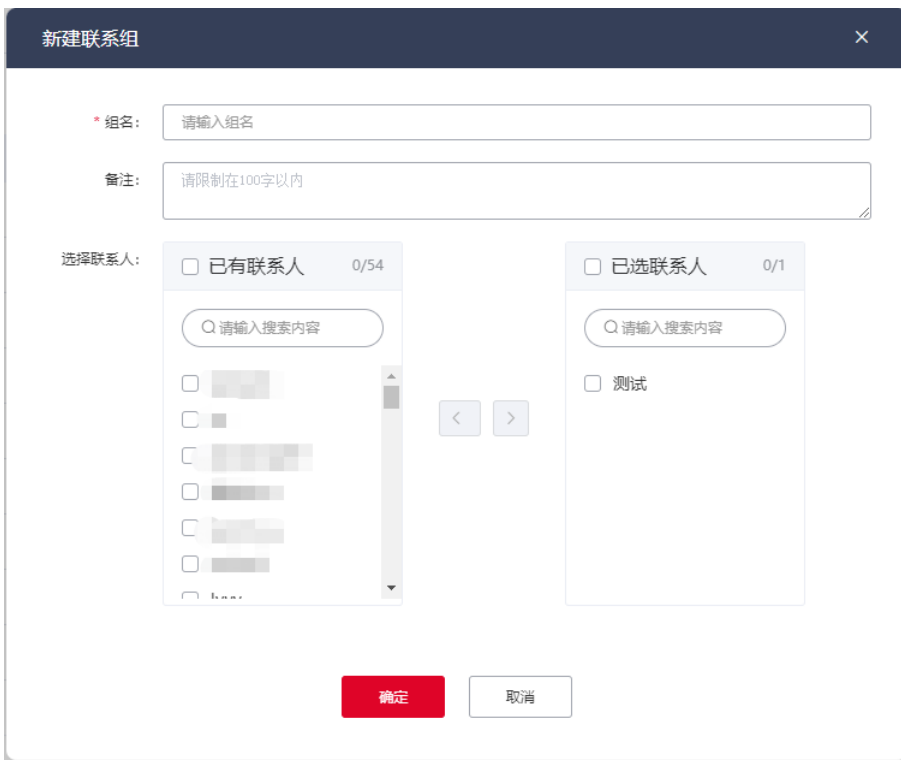 新建联系组
* 组名：
请输入组名
备注：
请限制在100字以内
选择联系人：
已有联系人 0/54
请输入搜索内容
已选联系人 0/1
请输入搜索内容
测试
确定
取消